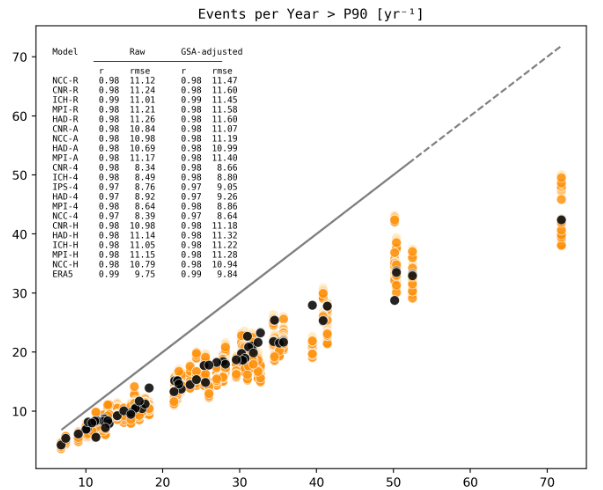 Events per Year > P90 [yr⁻¹]
Model Raw GSA-adjusted
r rmse r rmse
NCC-R 0.98 11.12 0.98 11.47
CNR-R 0.98 11.24 0.98 11.60
ICH-R 0.99 11.01 0.99 11.45
MPI-R 0.98 11.21 0.98 11.58
HAD-R 0.98 11.26 0.98 11.60
CNR-A 0.98 10.84 0.98 11.07
NCC-A 0.98 10.98 0.98 11.19
HAD-A 0.98 10.69 0.98 10.99
MPI-A 0.98 11.17 0.98 11.40
CNR-4 0.98 8.34 0.98 8.66
ICH-4 0.98 8.49 0.98 8.80
IPS-4 0.97 8.76 0.97 9.05
HAD-4 0.97 8.92 0.97 9.26
MPI-4 0.98 8.64 0.98 8.86
NCC-4 0.97 8.39 0.97 8.64
CNR-H 0.98 10.98 0.98 11.18
HAD-H 0.98 11.14 0.98 11.32
ICH-H 0.98 11.05 0.98 11.22
MPI-H 0.98 11.15 0.98 11.28
NCC-H 0.98 10.79 0.98 10.94
ERA5 0.99 9.75 0.99 9.84
70
60
50
40
30
20
10
10 20 30 40 50 60 70